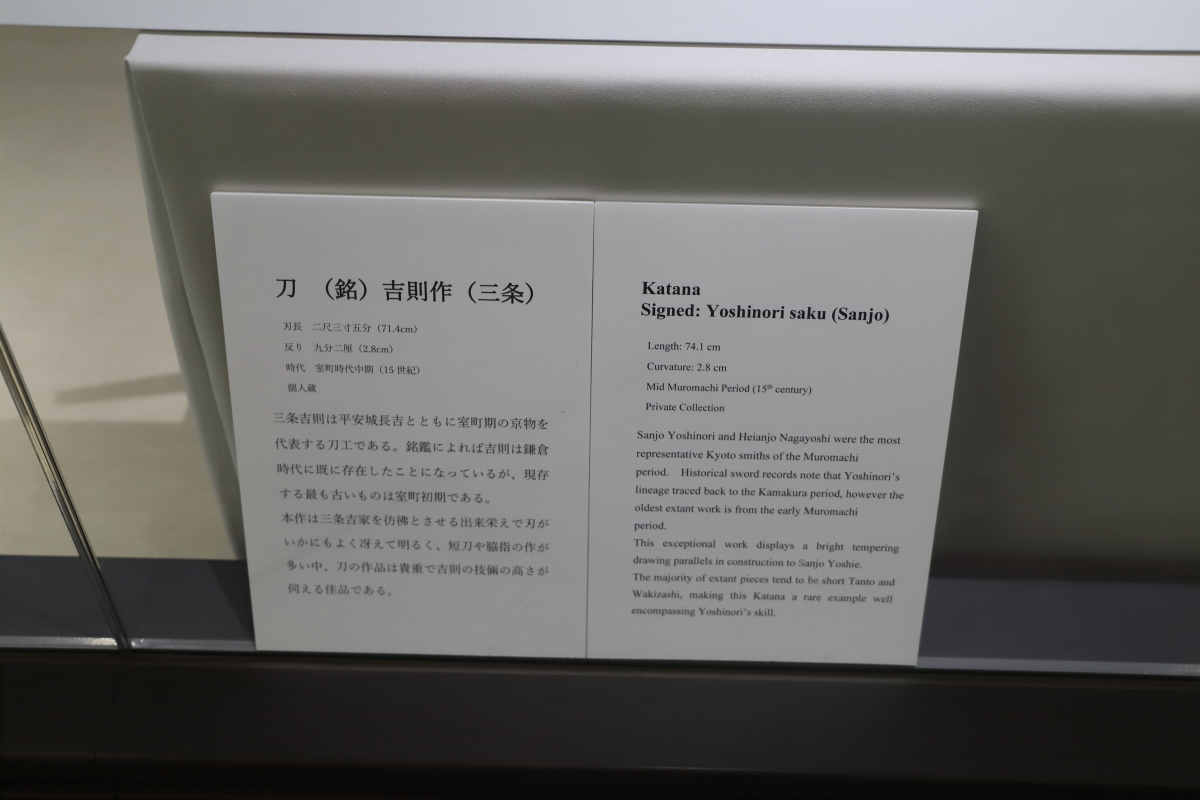 刀　（銘）吉則作（三条）
刃長　二尺三寸五分（71.4cm）
反り　九分二厘（2.8cm）
時代　室町時代中期（15 世紀）
個人蔵
三条吉則は平安城長吉とともに室町期の京物を
代表する刀工である。銘鑑によれば吉則は鎌倉
時代に既に存在したことになっているが、現存
する最も古いものは室町初期である。
本作は三条吉家を彷彿とさせる出来栄えで刃が
いかにもよく冴えて明るく、短刀や脇指の作が
多い中、刀の作品は貴重で吉則の技倆の高さが
伺える佳品である。
Katana
Signed: Yoshinori saku (Sanjo)
Length: 74.1 cm
Curvature: 2.8 cm
Mid Muromachi Period (15th century)
Private Collection
Sanjo Yoshinori and Heianjo Nagayoshi were the most
representative Kyoto smiths of the Muromachi
period.　Historical sword records note that Yoshinori's
lineage traced back to the Kamakura period, however the
oldest extant work is from the early Muromachi
period.
This exceptional work displays a bright tempering
drawing parallels in construction to Sanjo Yoshie.
The majority of extant pieces tend to be short Tanto and
Wakizashi, making this Katana a rare example well
encompassing Yoshinori's skill.